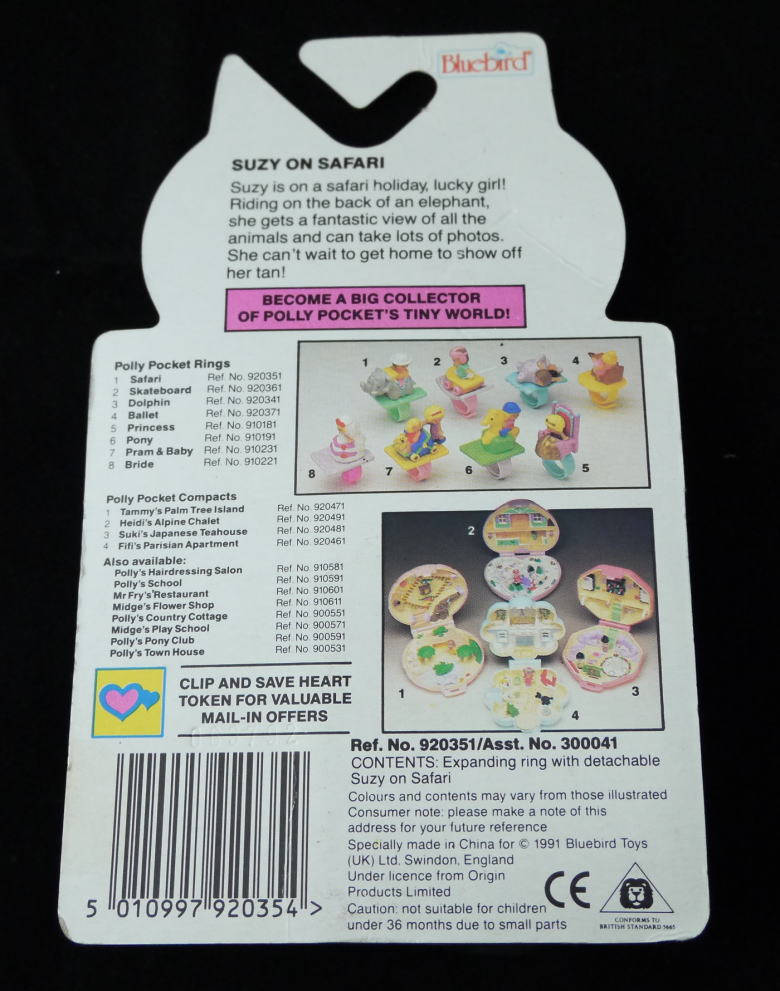 Bluebird
SUZY ON SAFARI
Suzy is on a safari holiday, lucky girl!
Riding on the back of an elephant,
she gets a fantastic view of all the
animals and can take lots of photos.
She can't wait to get home to show off
her tan!
BECOME A BIG COLLECTOR
OF POLLY POCKET'S TINY WORLD!
Polly Pocket Rings
1 Safari Ref. No. 920351
2 Skateboard Ref. No. 920361
3 Dolphin Ref. No. 920341
4 Ballet Ref. No. 920371
5 Princess Ref. No. 910181
6 Pony Ref. No. 910191
7 Pram & Baby Ref. No. 910231
8 Bride Ref. No. 910221
1 2 3 4
8 7 6 5
Polly Pocket Compacts
1 Tammy's Palm Tree Island Ref. No. 920471
2 Heidi's Alpine Chalet Ref. No. 920491
3 Suki's Japanese Teahouse Ref. No. 920481
4 Fifi's Parisian Apartment Ref. No. 920461
Also available:
Polly's Hairdressing Salon Ref. No. 910581
Polly's School Ref. No. 910591
Mr Fry's Restaurant Ref. No. 910601
Midge's Flower Shop Ref. No. 910611
Polly's Country Cottage Ref. No. 900551
Midge's Play School Ref. No. 900571
Polly's Pony Club Ref. No. 900591
Polly's Town House Ref. No. 900531
2
1
3
4
CLIP AND SAVE HEART
TOKEN FOR VALUABLE
MAIL-IN OFFERS
Ref. No. 920351/Asst. No. 300041
CONTENTS: Expanding ring with detachable
Suzy on Safari
Colours and contents may vary from those illustrated
Consumer note: please make a note of this
address for your future reference
Specially made in China for © 1991 Bluebird Toys
(UK) Ltd. Swindon, England
Under licence from Origin
Products Limited
Caution: not suitable for children
under 36 months due to small parts
CE
CONFORMS TO
BRITISH STANDARD 5665
5 010997 920354 >